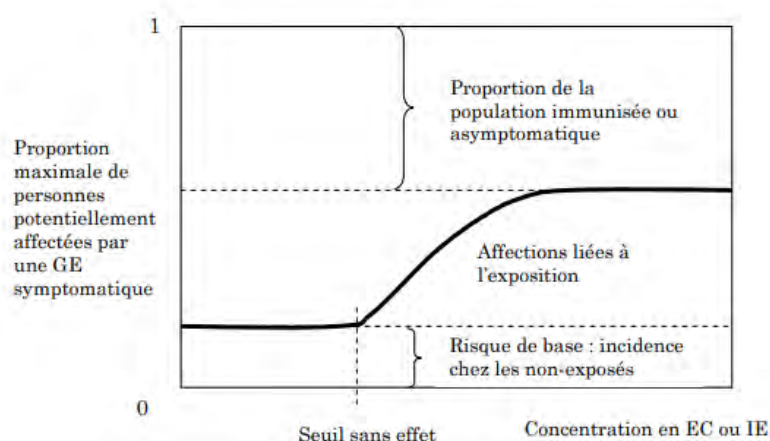 1
Proportion de la
population immunisée ou
asymptomatique
Proportion
maximale de
personnes
potentiellement
affectées par
une GE
symptomatique
Affections liées à
l'exposition
Risque de base : incidence
chez les non-exposés
0
Seuil sans effet
Concentration en EC ou IE